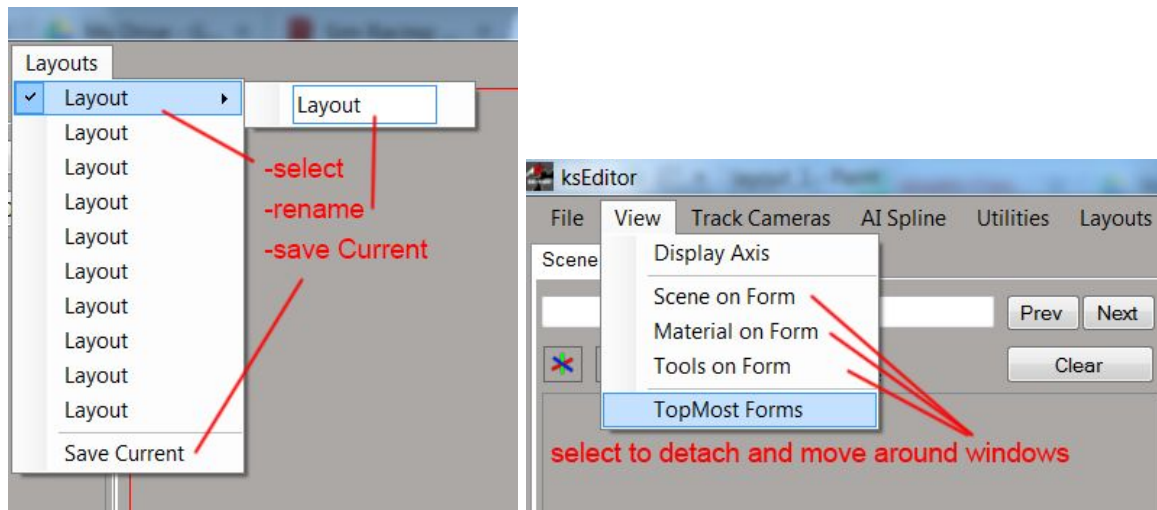 Layouts
Layout
Layout
Layout
Layout
Layout
Layout
Layout
Layout
Layout
Layout
Layout
Save Current
-select
-rename
-save Current
ksEditor
File View Track Cameras AI Spline Utilities Layouts
Scene
Display Axis
Scene on Form
Material on Form
Tools on Form
TopMost Forms
Prev Next
Clear
select to detach and move around windows